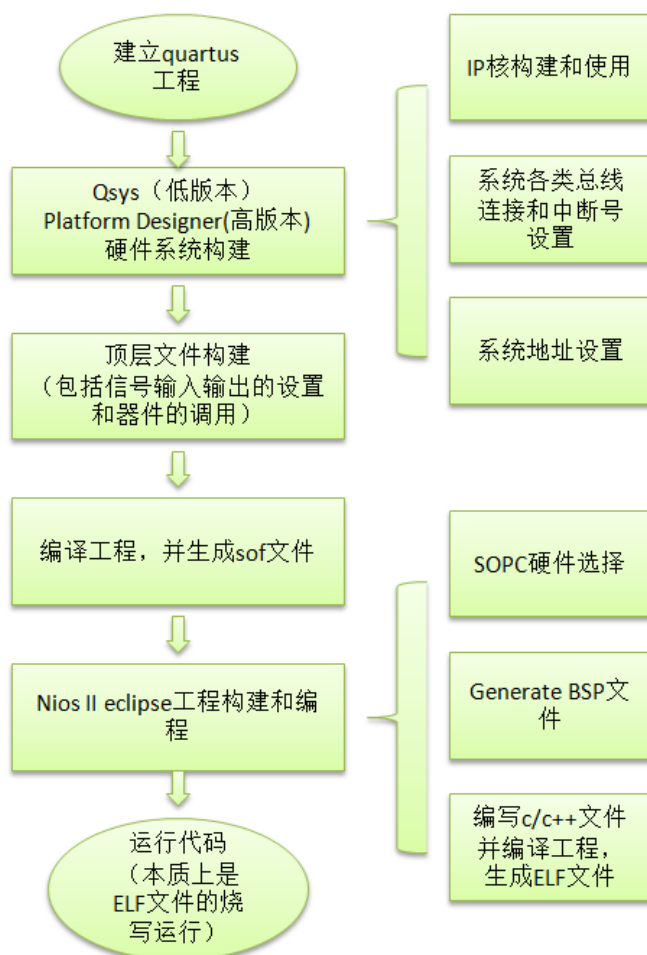 建立quartus
工程
Qsys（低版本）
Platform Designer(高版本)
硬件系统构建
顶层文件构建
（包括信号输入输出的设置
和器件的调用）
编译工程，并生成sof文件
Nios II eclipse工程构建和编
程
运行代码
（本质上是
ELF文件的烧
写运行）
IP核构建和使用
系统各类总线
连接和中断号
设置
系统地址设置
SOPC硬件选择
Generate BSP文
件
编写c/c++文件
并编译工程，
生成ELF文件